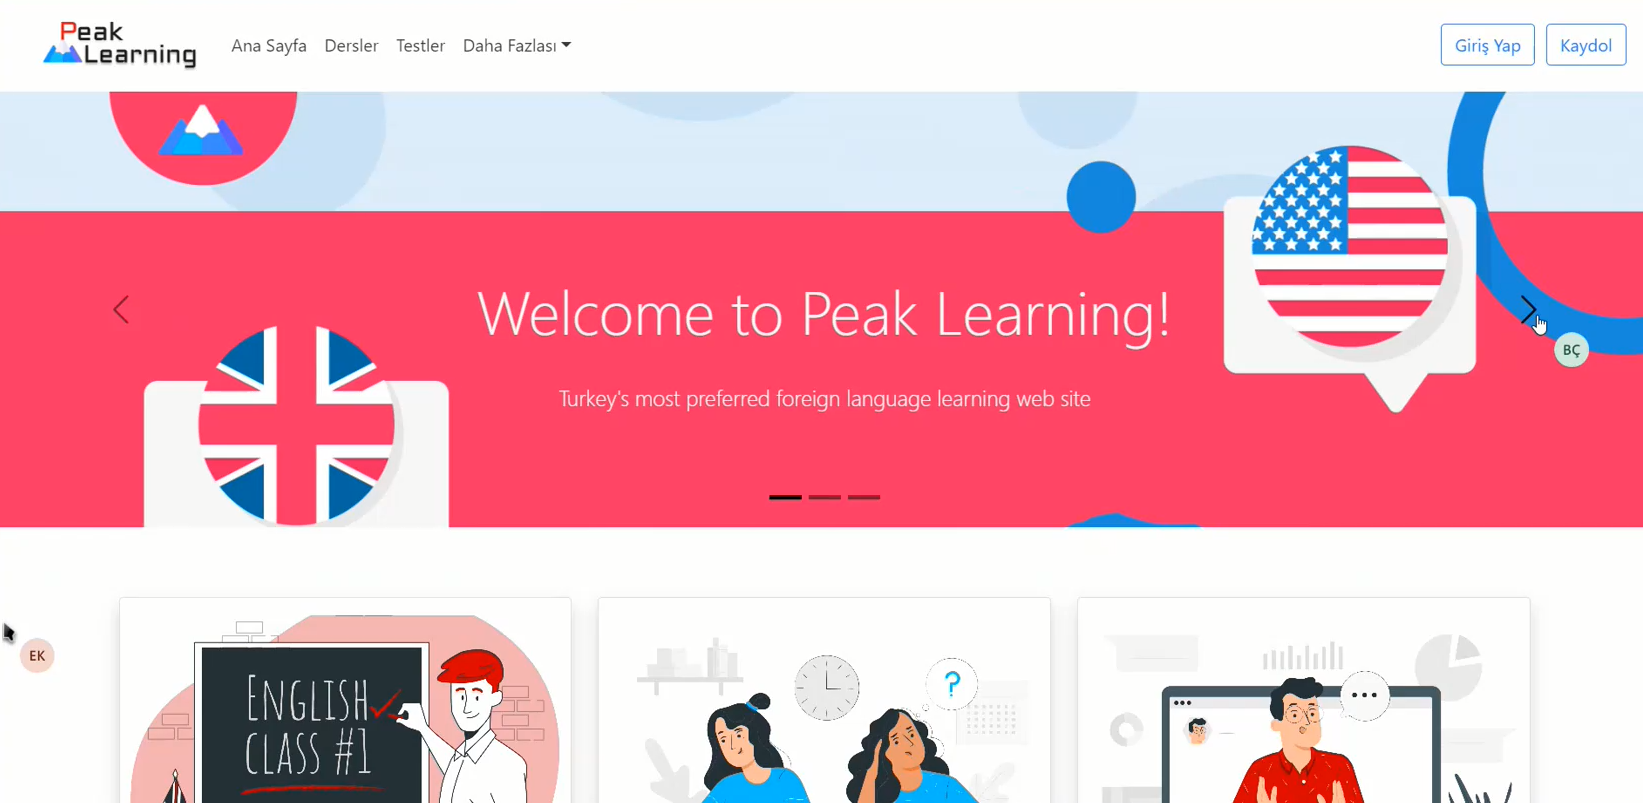 Peak
Learning
Ana Sayfa Dersler Testler Daha Fazlası
Giriş Yap Kaydol
Welcome to Peak Learning!
Turkey's most preferred foreign language learning web site
BÇ
EK
ENGLISH
CLASS #1
?